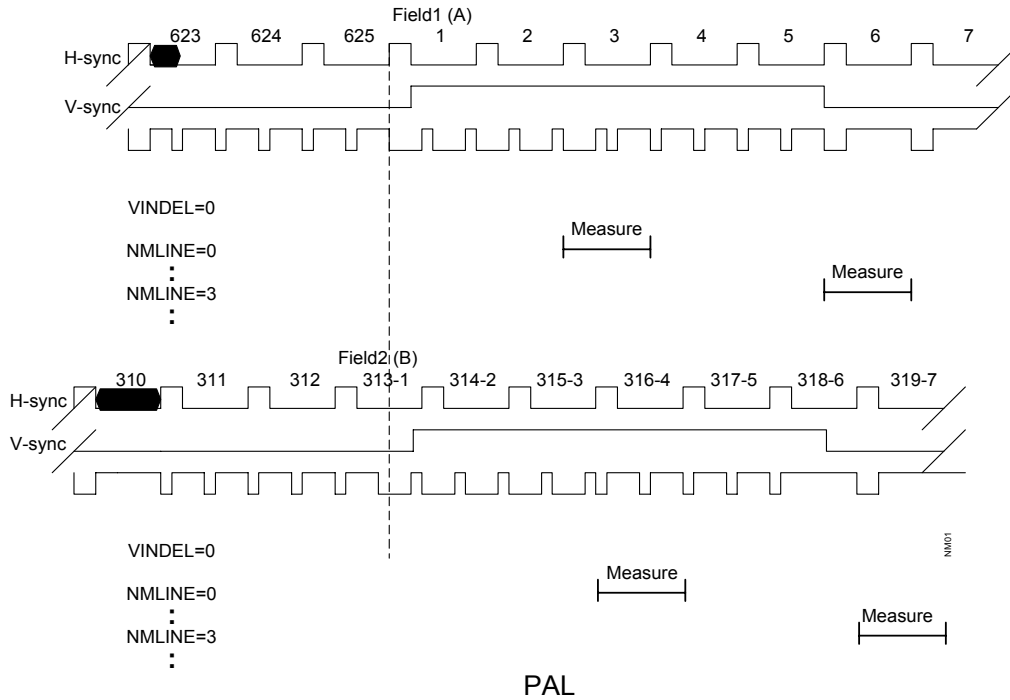 Field1 (A)
623 624 625 1 2 3 4 5 6 7
H-sync
V-sync
VINDEL=0
Measure
NMLINE=0
Measure
NMLINE=3
Field2 (B)
310 311 312 313-1 314-2 315-3 316-4 317-5 318-6 319-7
H-sync
V-sync
NM01
VINDEL=0
Measure
NMLINE=0
Measure
NMLINE=3
PAL